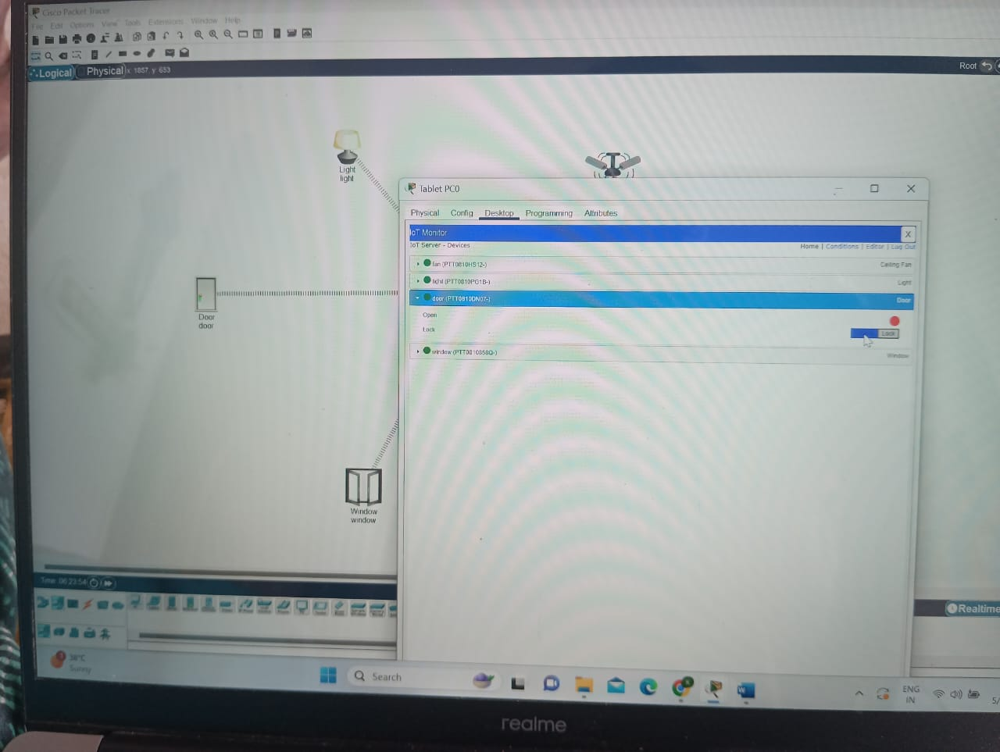 Cisco Packet Tracer
File Edit Options View Tools Extensions Window Help
Logical Physical x 1857, y 653
Root
Light
light
Tablet PC0
Physical Config Desktop Programming Attributes
IoT Monitor X
IoT Server - Devices
Home | Conditions | Editor | Log Out
fan (PTT0810HS12-) Ceiling Fan
light (PTT0810PG1B-) Light
door (PTT0810DN07-) Door
Open
Lock Lock
window (PTT0810858Q-) Window
Door
door
Window
window
Time: 06:23:54
Realtime
38°C
Sunny
Search
ENG
IN
realme